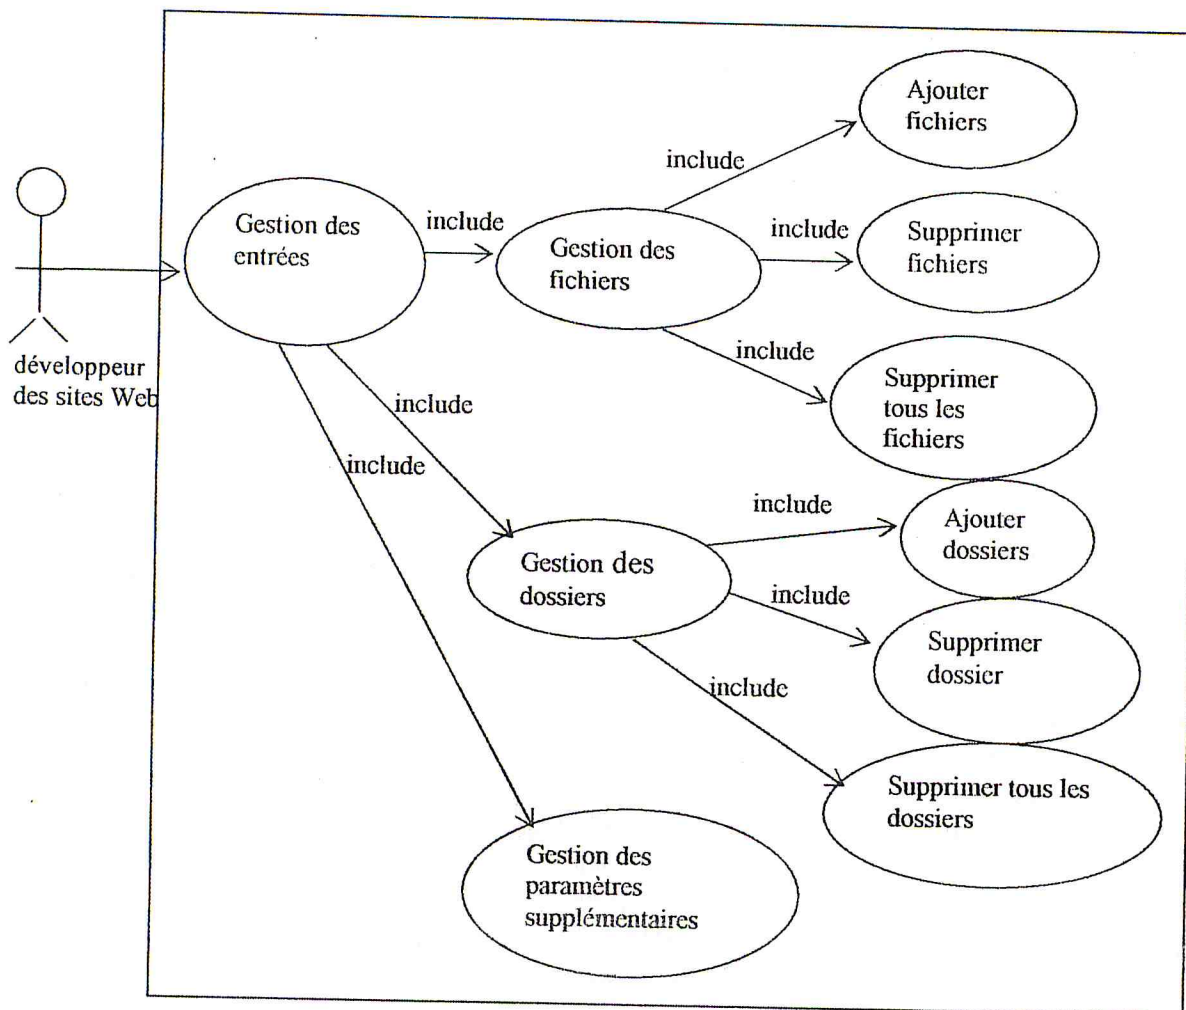 Ajouter
fichiers
include
include
Gestion des
entrées
Gestion des
fichiers
include
Supprimer
fichiers
include
développeur
des sites Web
Supprimer
tous les
fichiers
include
include
include
Ajouter
dossiers
Gestion des
dossiers
include
Supprimer
dossier
include
Supprimer tous les
dossiers
Gestion des
paramètres
supplémentaires